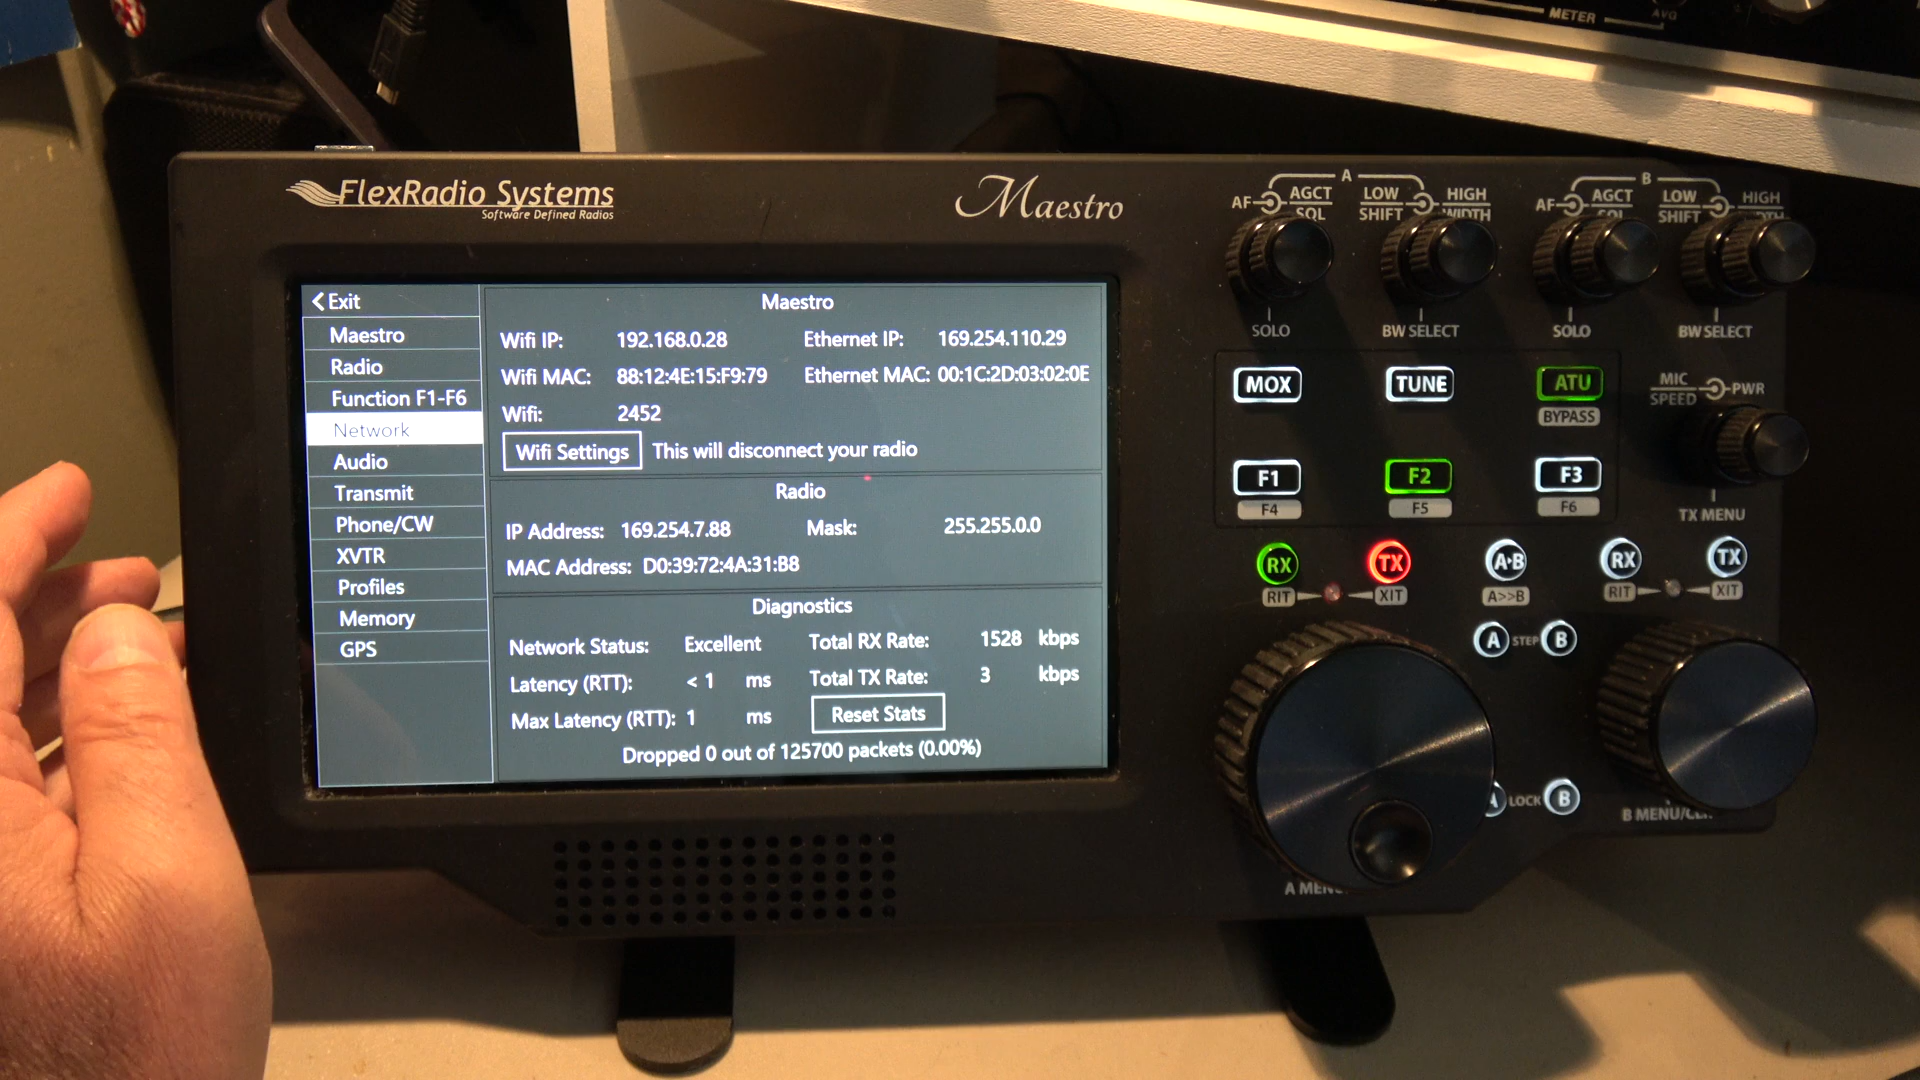 METER
AVG
FlexRadio Systems
Software Defined Radios
Maestro
A
AF AGCT LOW HIGH
SQL SHIFT WIDTH
B
AF AGCT LOW HIGH
SHIFT
SOLO BW SELECT SOLO BW SELECT
Exit
Maestro
Radio
Function F1-F6
Network
Audio
Transmit
Phone/CW
XVTR
Profiles
Memory
GPS
Maestro
Wifi IP: 192.168.0.28 Ethernet IP: 169.254.110.29
Wifi MAC: 88:12:4E:15:F9:79 Ethernet MAC: 00:1C:2D:03:02:0E
Wifi: 2452
Wifi Settings This will disconnect your radio
Radio
IP Address: 169.254.7.88 Mask: 255.255.0.0
MAC Address: D0:39:72:4A:31:B8
Diagnostics
Network Status: Excellent Total RX Rate: 1528 kbps
Latency (RTT): < 1 ms Total TX Rate: 3 kbps
Max Latency (RTT): 1 ms Reset Stats
Dropped 0 out of 125700 packets (0.00%)
MOX TUNE ATU
BYPASS
MIC PWR
SPEED
F1 F2 F3
F4 F5 F6
TX MENU
RX TX A▸B RX TX
RIT XIT A>>B RIT XIT
A STEP B
A LOCK B
A MENU
B MENU/